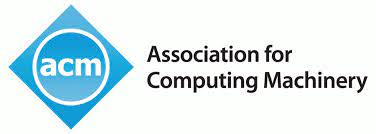 acm
Association for
Computing Machinery